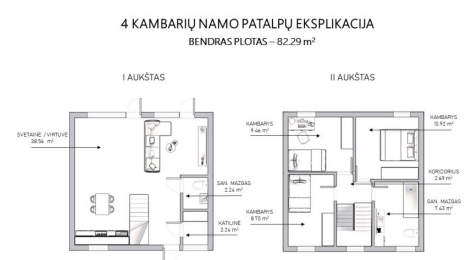 4 KAMBARIŲ NAMO PATALPŲ EKSPLIKACIJA
BENDRAS PLOTAS – 82.29 m²
I AUKŠTAS
II AUKŠTAS
SVETAINĖ / VIRTUVĖ
38.54 m²
SAN. MAZGAS
2.24 m²
KATILINĖ
2.24 m²
KAMBARYS
9.46 m²
KAMBARYS
8.75 m²
KAMBARYS
10.92 m²
KORIDORIUS
2.69 m²
SAN. MAZGAS
7.43 m²